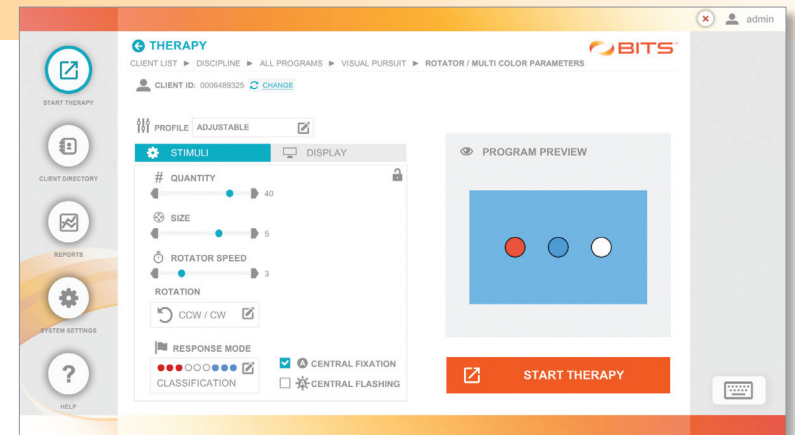 admin
THERAPY
BITS
CLIENT LIST ▶ DISCIPLINE ▶ ALL PROGRAMS ▶ VISUAL PURSUIT ▶ ROTATOR / MULTI COLOR PARAMETERS
CLIENT ID: 0006489325 CHANGE
START THERAPY
PROFILE ADJUSTABLE
STIMULI DISPLAY
PROGRAM PREVIEW
# QUANTITY
40
CLIENT DIRECTORY
SIZE
5
REPORTS
ROTATOR SPEED
3
ROTATION
CCW / CW
SYSTEM SETTINGS
RESPONSE MODE
CLASSIFICATION
A CENTRAL FIXATION
CENTRAL FLASHING
START THERAPY
?
HELP